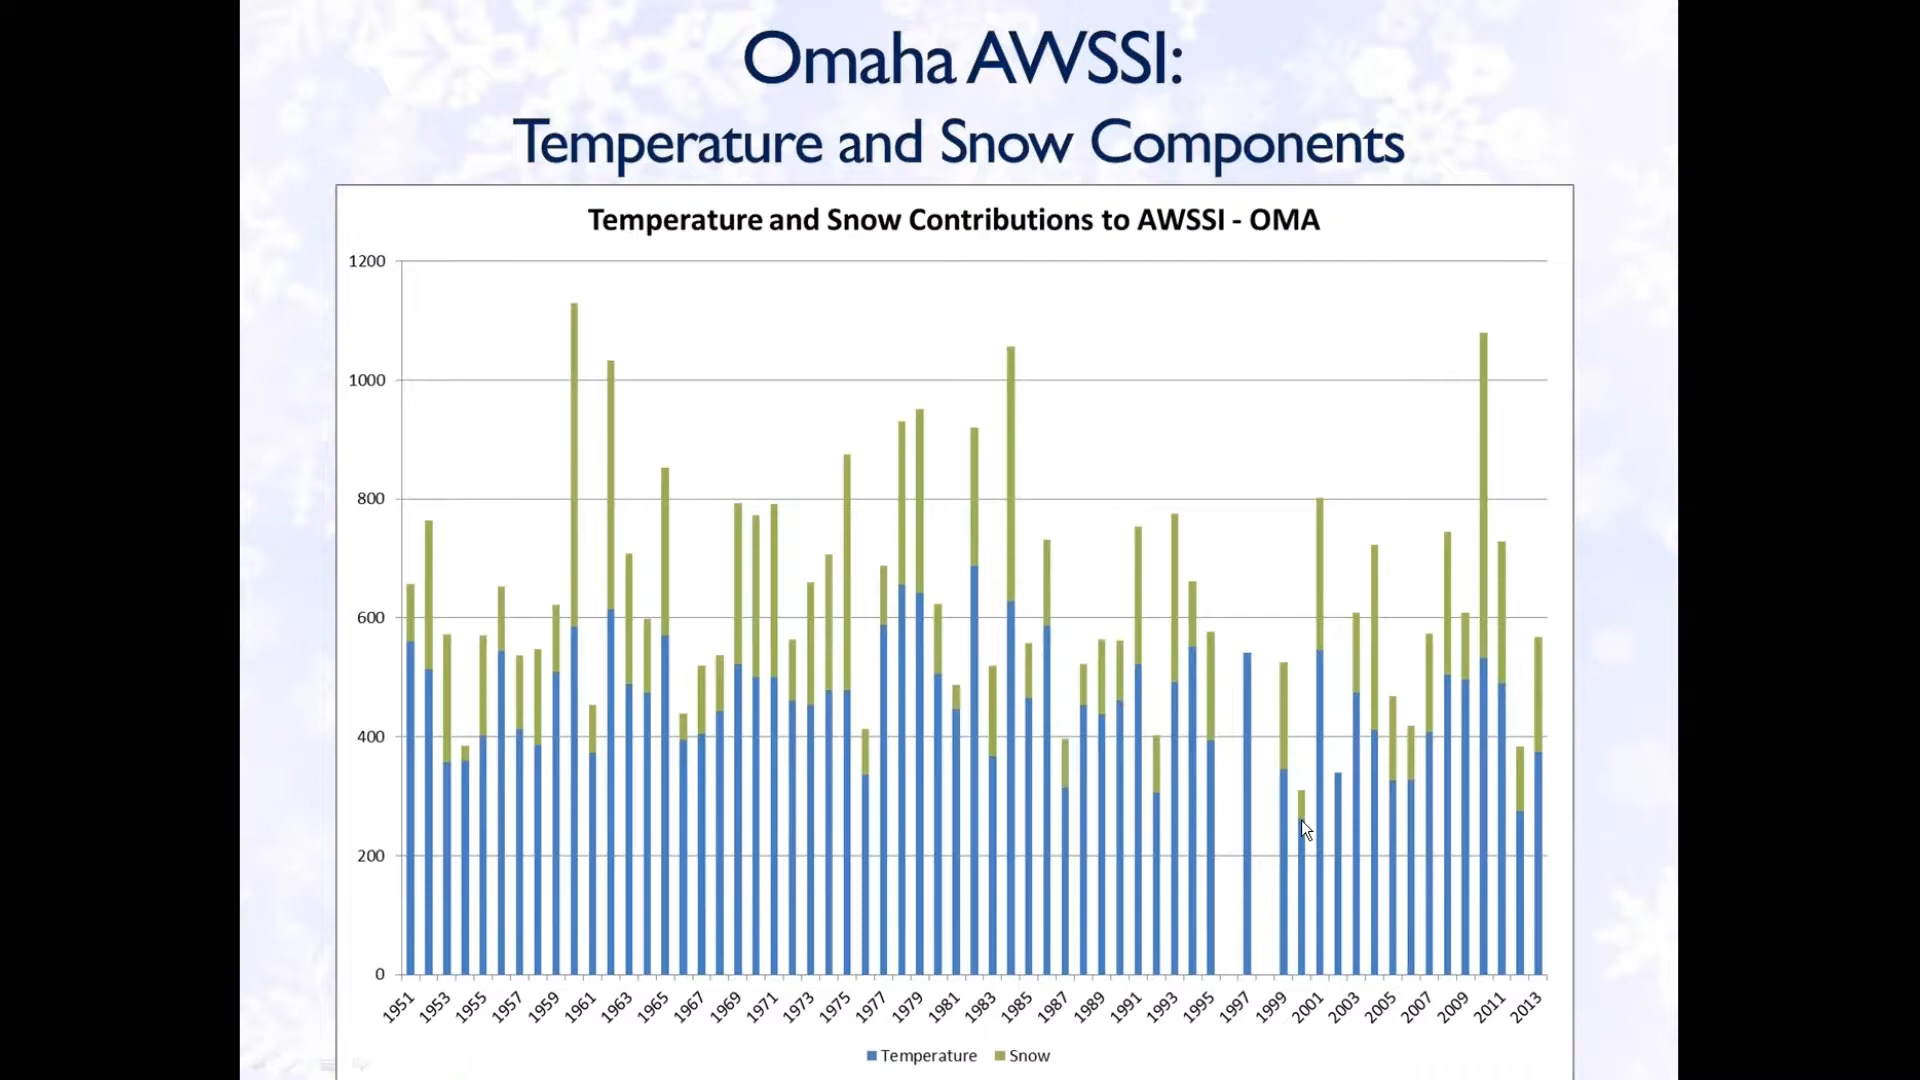 Omaha AWSSI:
Temperature and Snow Components
Temperature and Snow Contributions to AWSSI - OMA
1200
1000
800
600
400
200
0
1951 1953 1955 1957 1959 1961 1963 1965 1967 1969 1971 1973 1975 1977 1979 1981 1983 1985 1987 1989 1991 1993 1995 1997 1999 2001 2003 2005 2007 2009 2011 2013
Temperature Snow